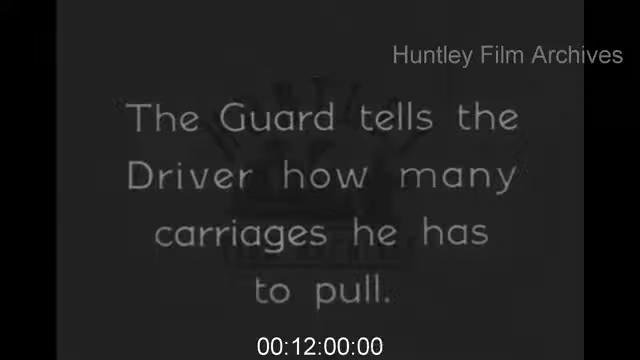 Huntley Film Archives
The Guard tells the
Driver how many
carriages he has
to pull.
00:12:00:00